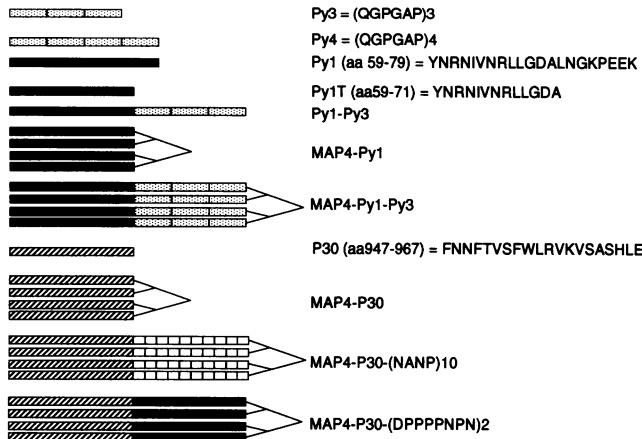 Py3 = (QGPGAP)3
Py4 = (QGPGAP)4
Py1 (aa 59-79) = YNRNIVNRLLGDALNGKPEEK
Py1T (aa59-71) = YNRNIVNRLLGDA
Py1-Py3
MAP4-Py1
MAP4-Py1-Py3
P30 (aa947-967) = FNNFTVSFWLRVKVSASHLE
MAP4-P30
MAP4-P30-(NANP)10
MAP4-P30-(DPPPPNPN)2